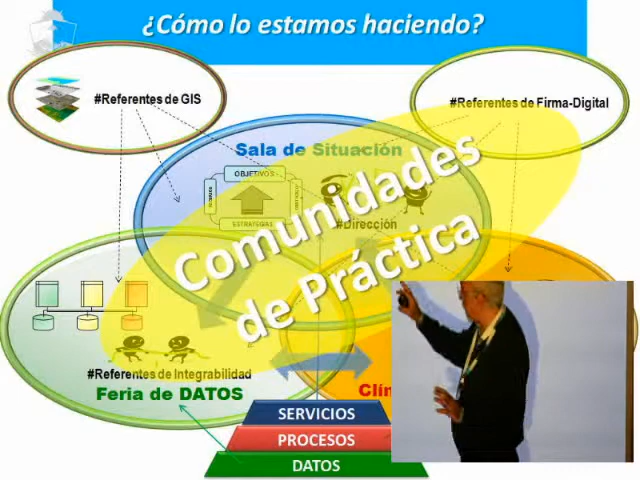 ¿Cómo lo estamos haciendo?
#Referentes de GIS
#Referentes de Firma-Digital
Sala de Situación
OBJETIVOS
ESTRATEGIAS
#Dirección
Comunidades
de Práctica
#Referentes de Integrabilidad
Feria de DATOS
Clín
SERVICIOS
PROCESOS
DATOS